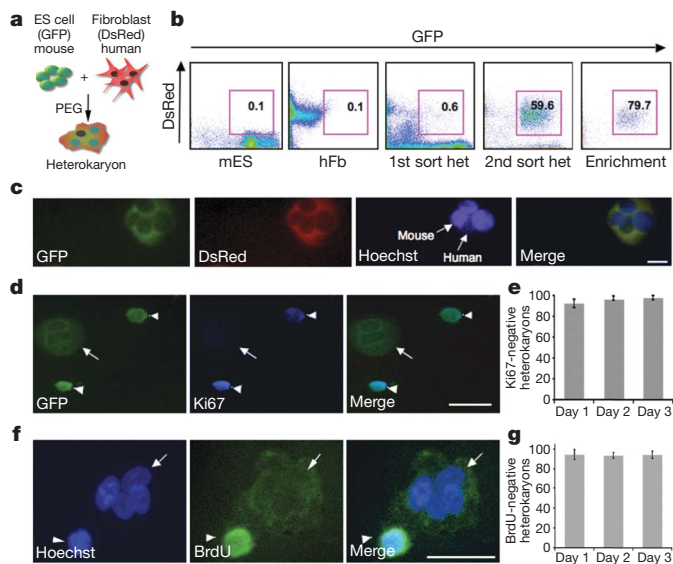 a
ES cell
(GFP)
mouse
Fibroblast
(DsRed)
human
+
PEG
Heterokaryon
b
GFP
DsRed
0.1
0.1
0.6
59.6
79.7
mES
hFb
1st sort het
2nd sort het
Enrichment
c
GFP
DsRed
Hoechst
Mouse
Human
Merge
d
GFP
Ki67
Merge
e
Ki67-negative
heterokaryons
100
80
60
40
20
0
Day 1 Day 2 Day 3
f
Hoechst
BrdU
Merge
g
BrdU-negative
heterokaryons
100
80
60
40
20
0
Day 1 Day 2 Day 3